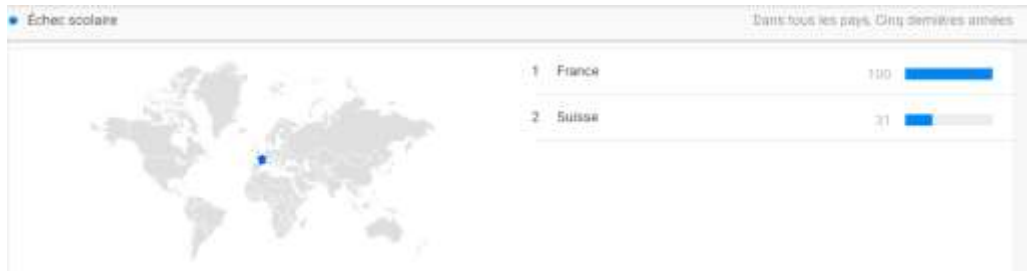 Échec scolaire
Dans tous les pays, Cinq dernières années
1 France 100
2 Suisse 31